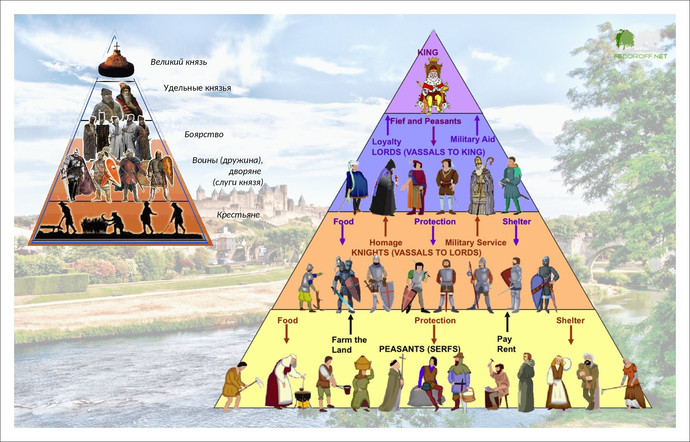 Великий князь
Удельные князья
Боярство
Воины (дружина),
дворяне
(слуги князя)
Крестьяне
KING
Fief and Peasants
Loyalty
Military Aid
LORDS (VASSALS TO KING)
Food
Protection
Shelter
Homage
Military Service
KNIGHTS (VASSALS TO LORDS)
Food
Protection
Shelter
Farm the
Land
PEASANTS (SERFS)
Pay
Rent